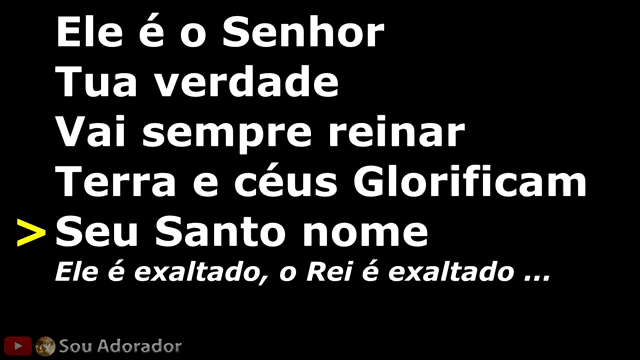 Ele é o Senhor
Tua verdade
Vai sempre reinar
Terra e céus Glorificam
> Seu Santo nome
Ele é exaltado, o Rei é exaltado ...
Sou Adorador